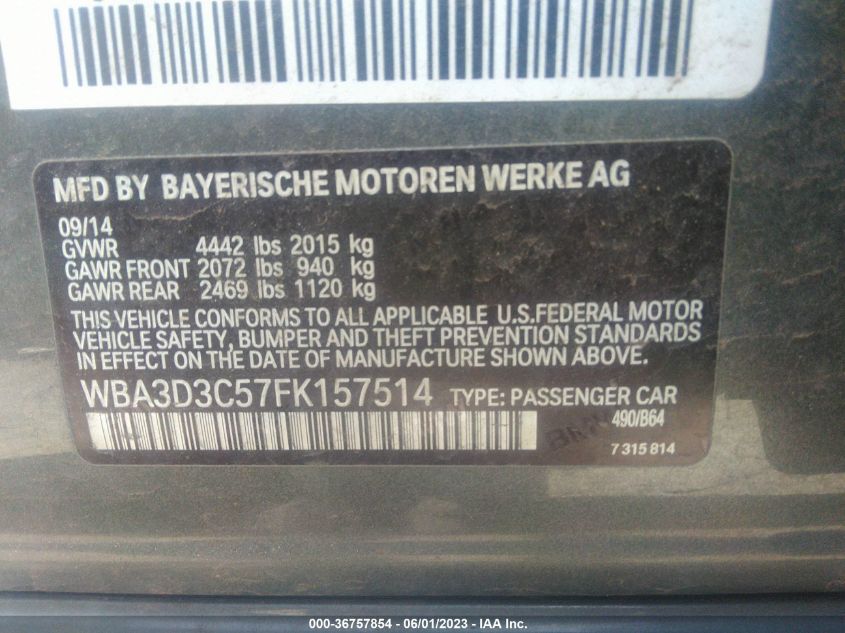 MFD BY BAYERISCHE MOTOREN WERKE AG
09/14
GVWR 4442 lbs 2015 kg
GAWR FRONT 2072 lbs 940 kg
GAWR REAR 2469 lbs 1120 kg
THIS VEHICLE CONFORMS TO ALL APPLICABLE U.S.FEDERAL MOTOR
VEHICLE SAFETY, BUMPER AND THEFT PREVENTION STANDARDS
IN EFFECT ON THE DATE OF MANUFACTURE SHOWN ABOVE.
WBA3D3C57FK157514 TYPE: PASSENGER CAR
490/B64
7 315 814
000-36757854 - 06/01/2023 - IAA Inc.